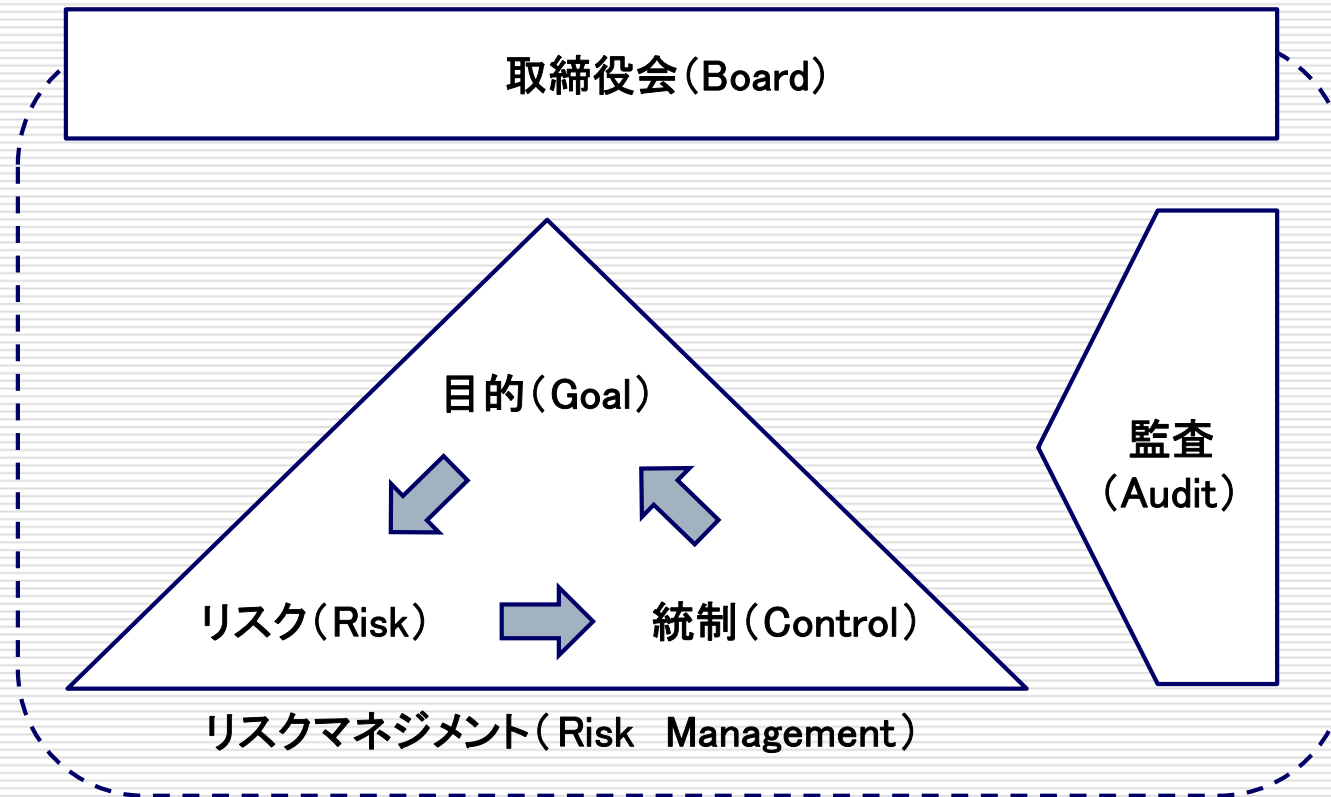 取締役会(Board)
目的(Goal)
監査
(Audit)
リスク(Risk)
統制(Control)
リスクマネジメント(Risk Management)